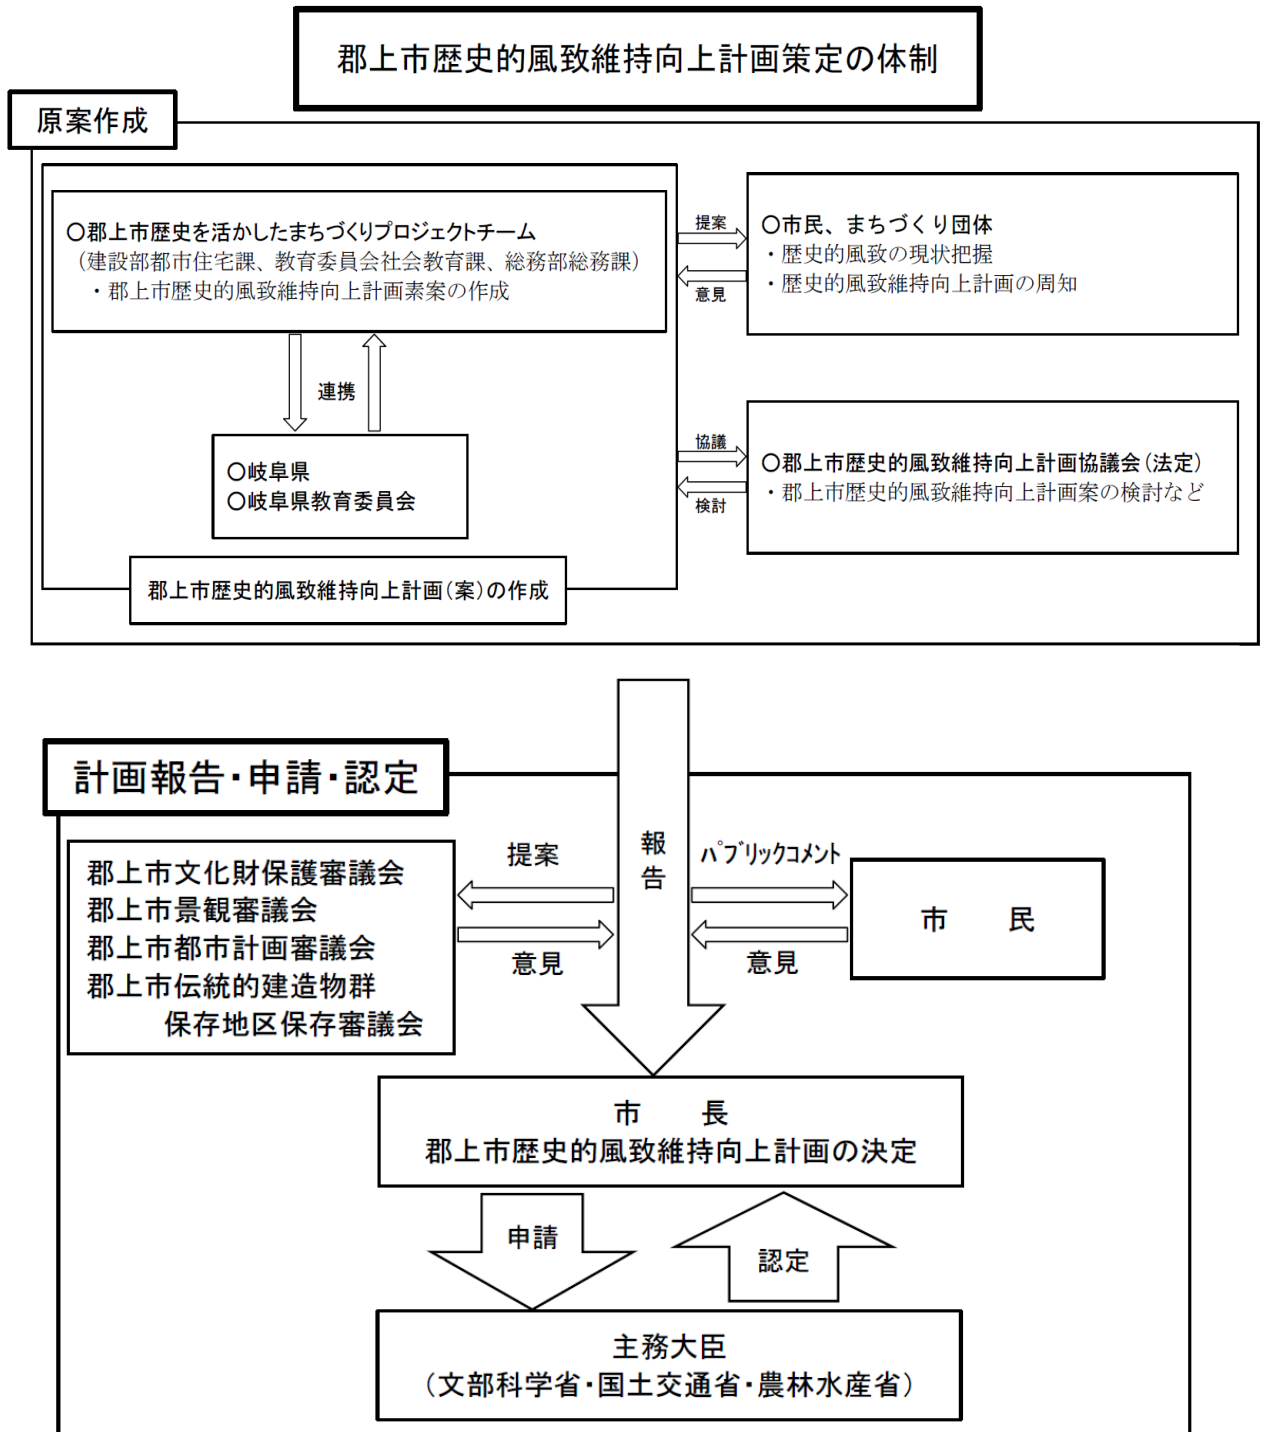 郡上市歴史的風致維持向上計画策定の体制
原案作成
〇郡上市歴史を活かしたまちづくりプロジェクトチーム
（建設部都市住宅課、教育委員会社会教育課、総務部総務課）
・郡上市歴史的風致維持向上計画素案の作成
連携
〇岐阜県
〇岐阜県教育委員会
郡上市歴史的風致維持向上計画（案）の作成
提案
意見
〇市民、まちづくり団体
・歴史的風致の現状把握
・歴史的風致維持向上計画の周知
協議
検討
〇郡上市歴史的風致維持向上計画協議会（法定）
・郡上市歴史的風致維持向上計画案の検討など
計画報告・申請・認定
郡上市文化財保護審議会
郡上市景観審議会
郡上市都市計画審議会
郡上市伝統的建造物群
保存地区保存審議会
提案
意見
報告
ﾊﾟﾌﾞﾘｯｸｺﾒﾝﾄ
意見
市　　民
市　　長
郡上市歴史的風致維持向上計画の決定
申請
認定
主務大臣
（文部科学省・国土交通省・農林水産省）